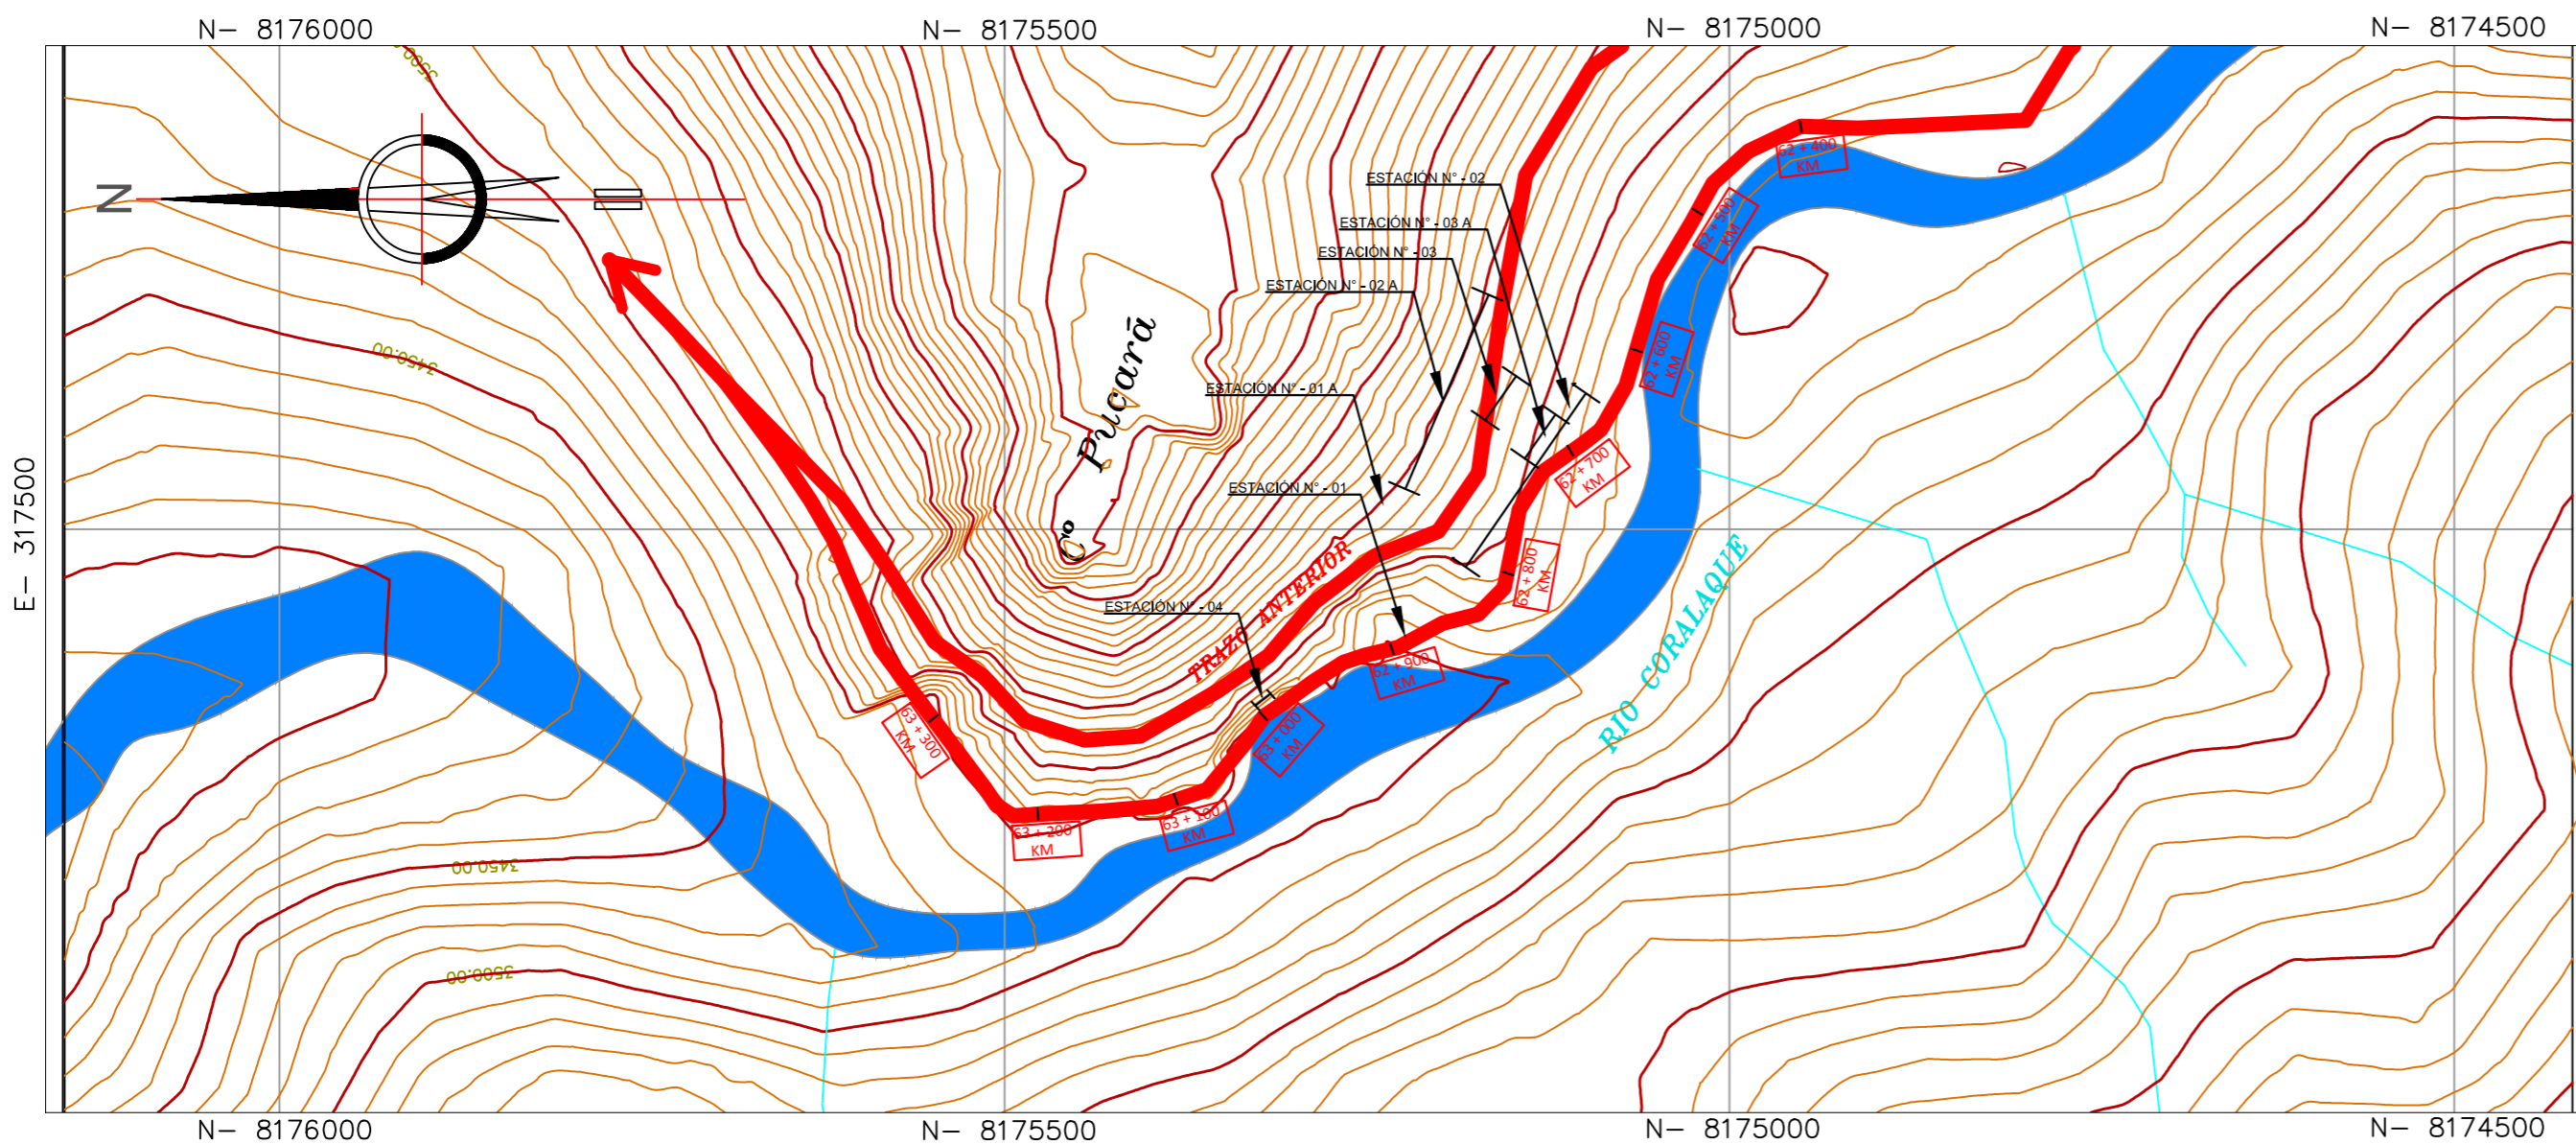 N- 8176000
N- 8175500
N- 8175000
N- 8174500
3500.00
N
ESTACIÓN N° - 02
ESTACIÓN N° - 03 A
ESTACIÓN N° - 03
ESTACIÓN N° - 02 A
ESTACIÓN N° - 01 A
ESTACIÓN N° - 01
ESTACIÓN N° - 04
62 + 400
KM
62 + 500
KM
62 + 600
KM
62 + 700
KM
62 + 800
KM
62 + 900
KM
63 + 000
KM
63 + 100
KM
63 + 200
KM
63 + 300
KM
3450.00
Cº Pucará
TRAZO ANTERIOR
RIO CORALAQUE
E- 317500
3450.00
3500.00
N- 8176000
N- 8175500
N- 8175000
N- 8174500